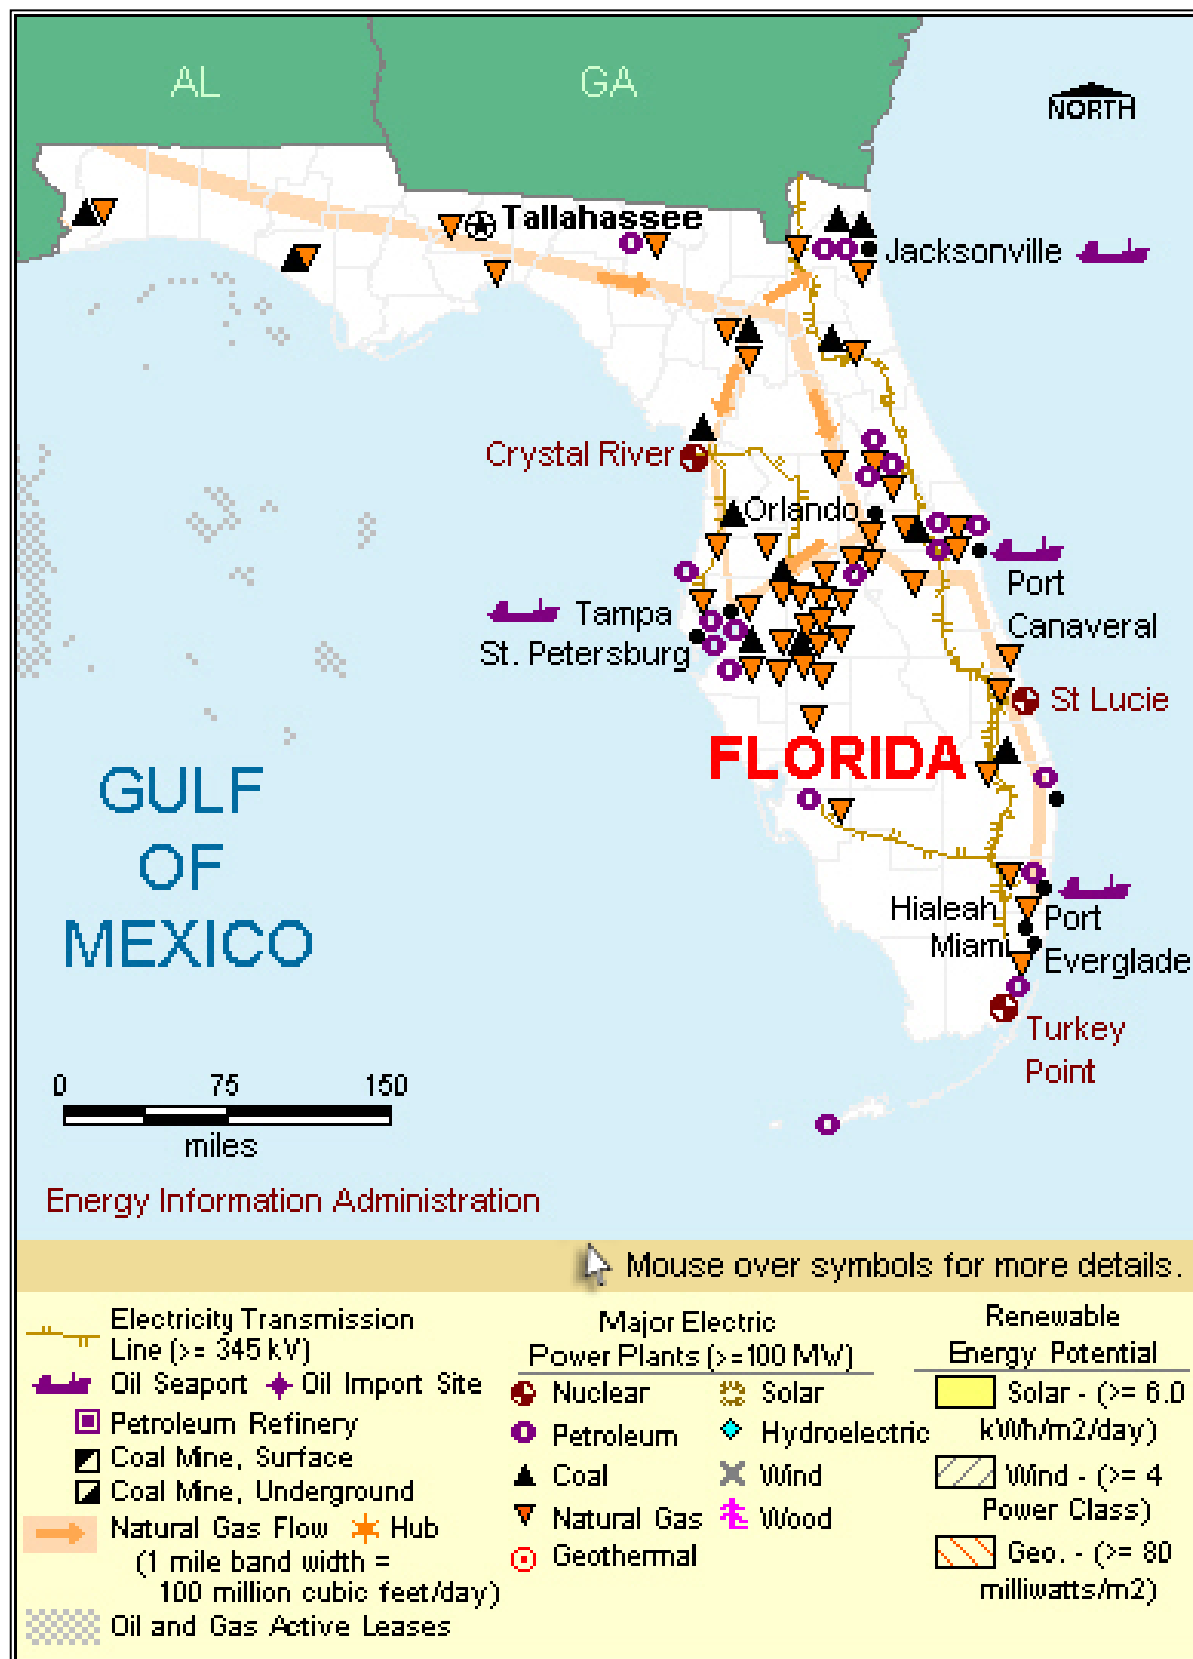 AL
GA
NORTH
Tallahassee
Jacksonville
Crystal River
Orlando
Port
Canaveral
Tampa
St. Petersburg
St Lucie
FLORIDA
GULF
OF
MEXICO
Hialeah
Miami
Port
Everglade
Turkey
Point
0 75 150
miles
Energy Information Administration
Mouse over symbols for more details.
Electricity Transmission
Line (>= 345 kV)
Oil Seaport Oil Import Site
Petroleum Refinery
Coal Mine, Surface
Coal Mine, Underground
Natural Gas Flow Hub
(1 mile band width =
100 million cubic feet/day)
Oil and Gas Active Leases
Major Electric
Power Plants (>=100 MW)
Nuclear Solar
Petroleum Hydroelectric
Coal Wind
Natural Gas Wood
Geothermal
Renewable
Energy Potential
Solar - (>= 6.0
kWh/m2/day)
Wind - (>= 4
Power Class)
Geo. - (>= 80
milliwatts/m2)